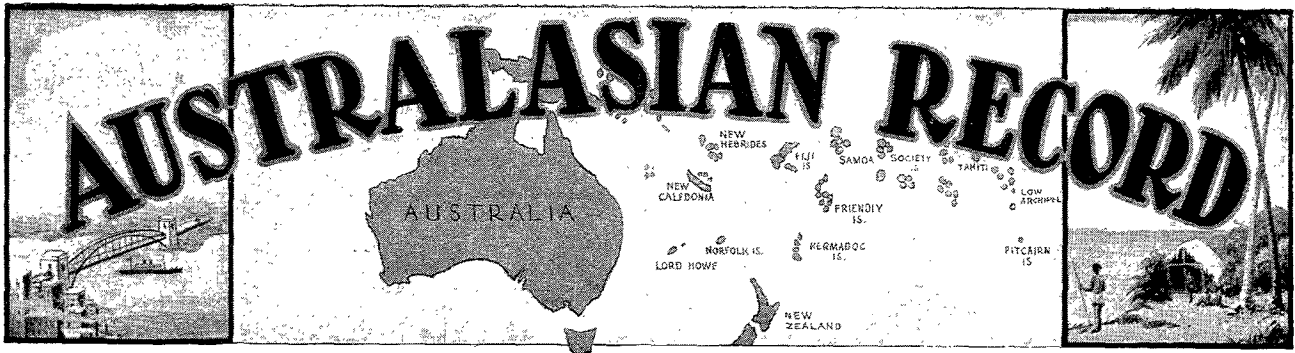 AUSTRALASIAN RECORD
NEW
HEBRIDES
FIJI
IS
SAMOA
SOCIETY
IS
TAHITI
LOW
ARCHIPEL
NEW
CALEDONIA
FRIENDLY
IS.
AUSTRALIA
NORFOLK IS.
LORD HOWE
KERMADEC
IS.
PITCAIRN
IS
NEW
ZEALAND